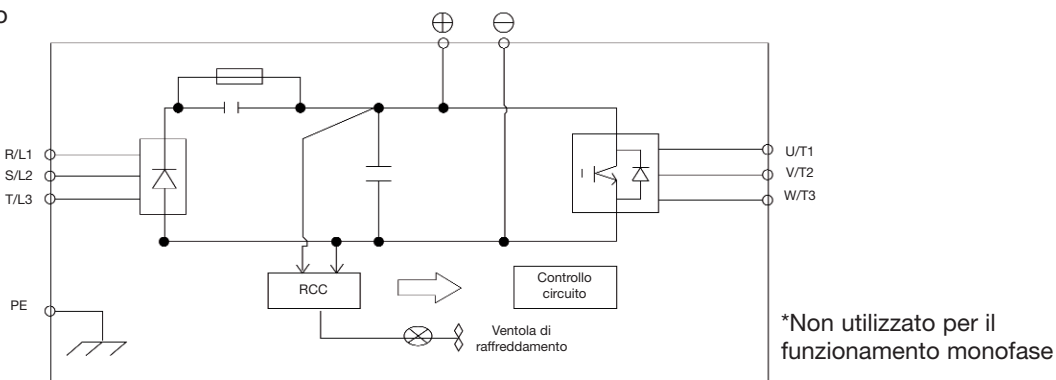 o
⊕ ⊖
R/L1
S/L2
T/L3
U/T1
V/T2
W/T3
RCC
Controllo
circuito
PE
Ventola di
raffreddamento
*Non utilizzato per il
funzionamento monofase